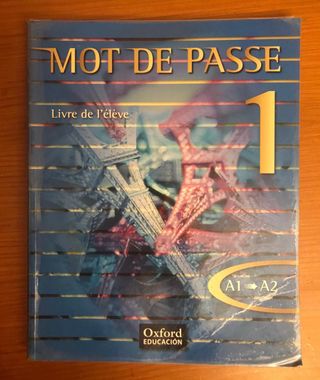 MOT DE PASSE
Livre de l'élève
1
A1 ➔ A2
Oxford
EDUCACIÓN